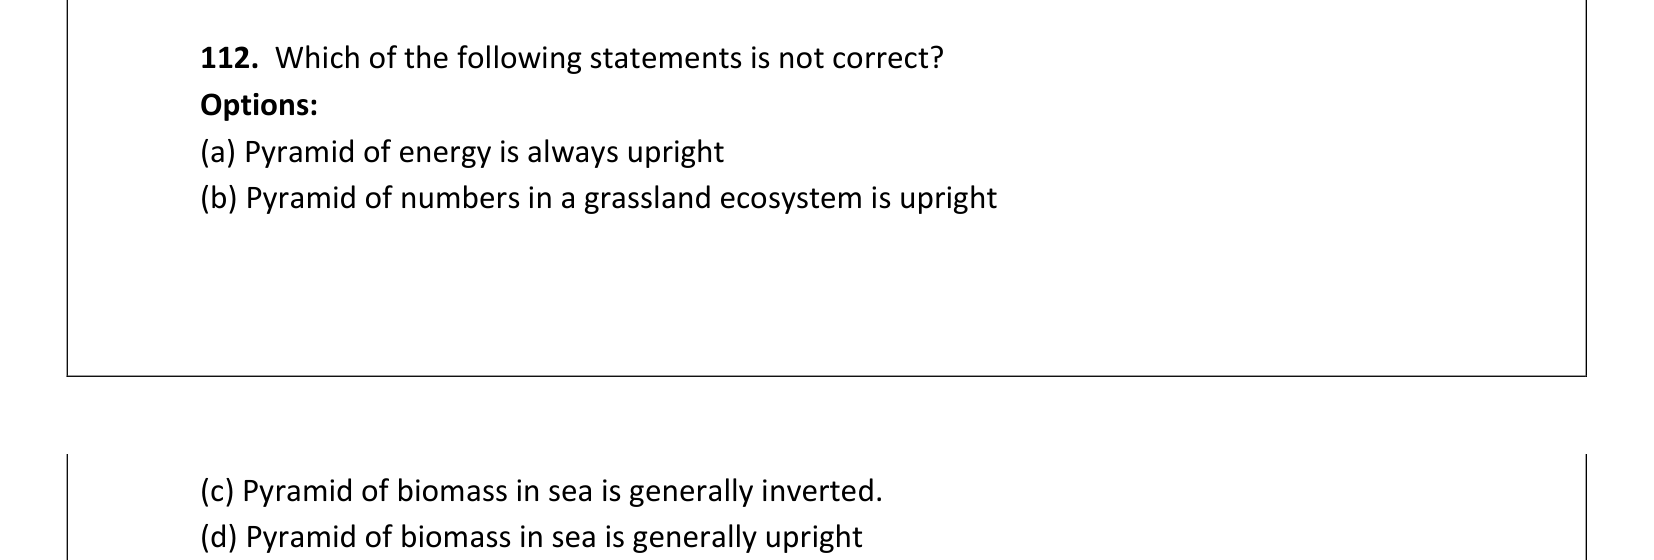 112. Which of the following statements is not correct?
Options:
(a) Pyramid of energy is always upright
(b) Pyramid of numbers in a grassland ecosystem is upright
(c) Pyramid of biomass in sea is generally inverted.
(d) Pyramid of biomass in sea is generally upright